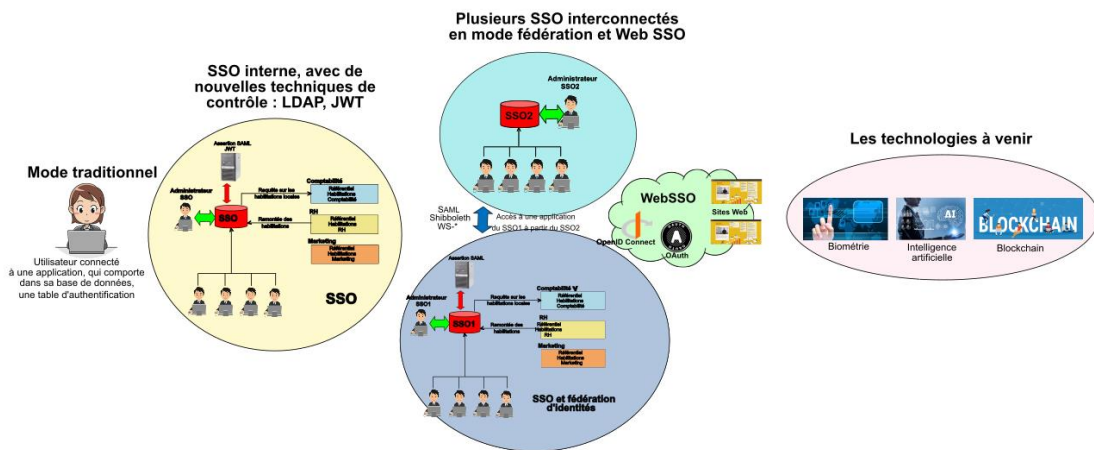 Mode traditionnel
Utilisateur connecté
à une application, qui comporte
dans sa base de données,
une table d'authentification
SSO interne, avec de
nouvelles techniques de
contrôle : LDAP, JWT
Assertion SAML
JWT
Administrateur
SSO
SSO
Requête sur les
habilitations locales
Remontée des
habilitations
Comptabilité
Référentiel
Habilitations
Comptabilité
RH
Référentiel
Habilitations
RH
Marketing
Référentiel
Habilitations
Marketing
SSO
Plusieurs SSO interconnectés
en mode fédération et Web SSO
Administrateur
SSO2
SSO2
SAML
Shibboleth
WS-*
Accès à une application
du SSO1 à partir du SSO2
WebSSO
OpenID Connect
OAuth
Sites Web
Assertion SAML
Administrateur
SSO1
SSO1
Requête sur les
habilitations locales
Remontée des
habilitations
Comptabilité V
Référentiel
Habilitations
Comptabilité
RH
Référentiel
Habilitations
RH
Marketing
Référentiel
Habilitations
Marketing
SSO et fédération
d'identités
Les technologies à venir
AI
BLOCKCHAIN
Biométrie
Intelligence
artificielle
Blockchain